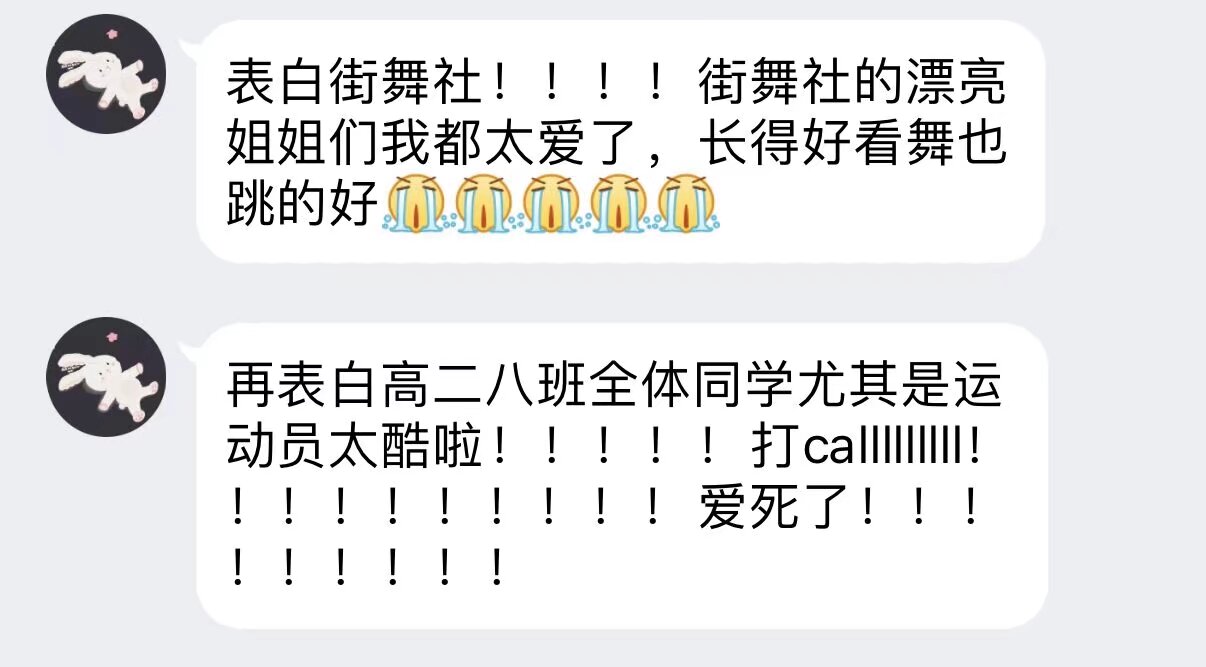 表白街舞社！！！！街舞社的漂亮
姐姐们我都太爱了，长得好看舞也
跳的好😭😭😭😭😭
再表白高二八班全体同学尤其是运
动员太酷啦！！！！！打callllllllll！
！！！！！！！！！爱死了！！！
！！！！！！